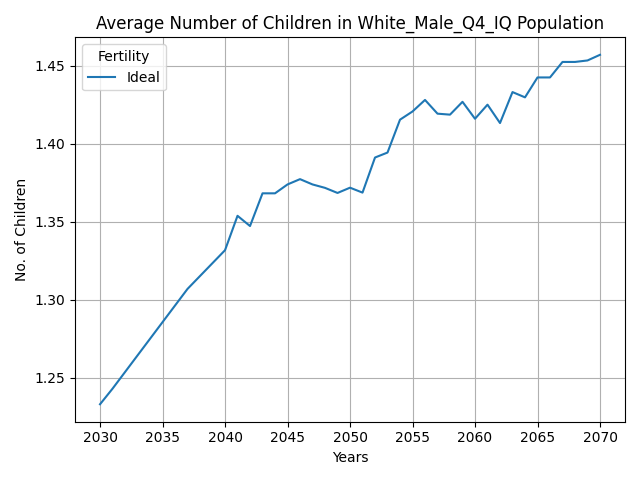 Average Number of Children in White_Male_Q4_IQ Population
Fertility
Ideal
No. of Children
1.45
1.40
1.35
1.30
1.25
2030 2035 2040 2045 2050 2055 2060 2065 2070
Years